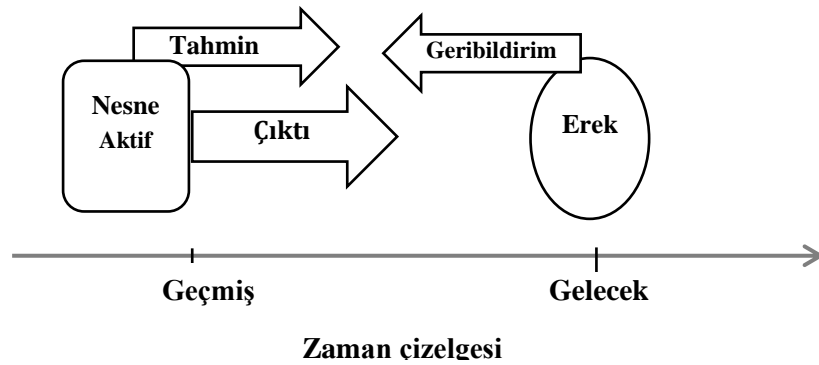 Tahmin
Geribildirim
Nesne
Aktif
Çıktı
Erek
Geçmiş
Gelecek
Zaman çizelgesi